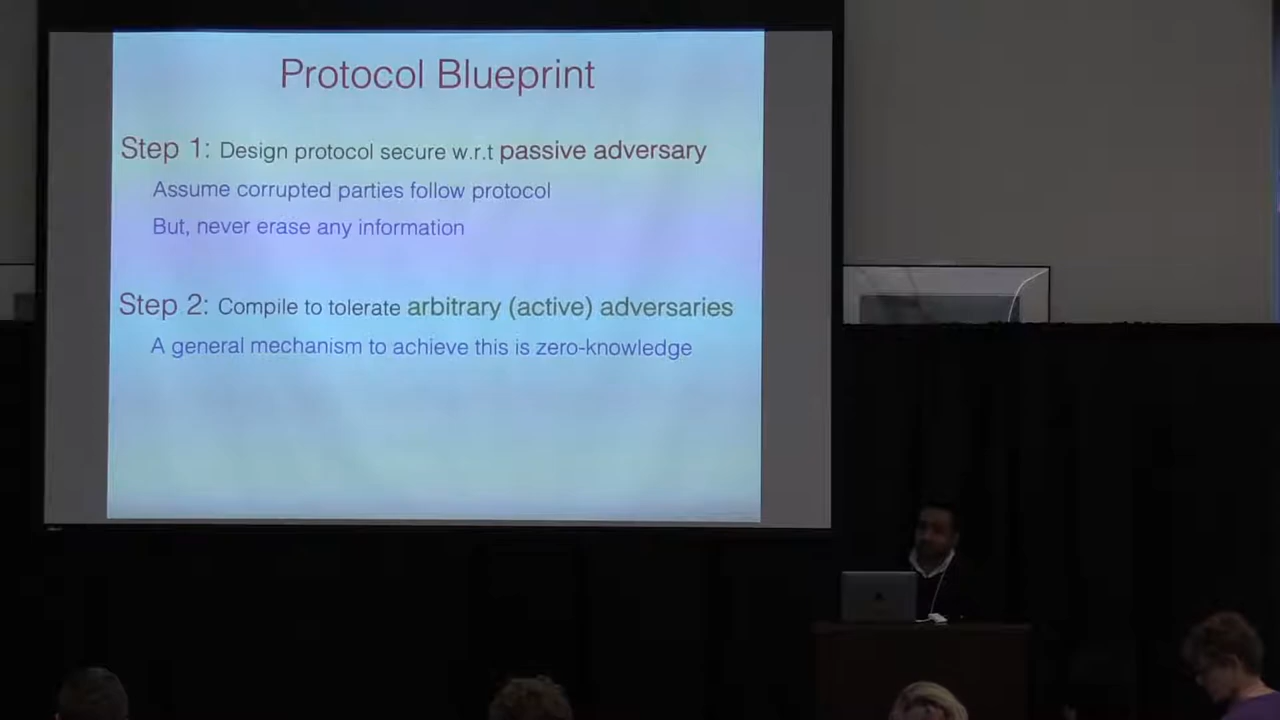 Protocol Blueprint
Step 1: Design protocol secure w.r.t passive adversary
Assume corrupted parties follow protocol
But, never erase any information
Step 2: Compile to tolerate arbitrary (active) adversaries
A general mechanism to achieve this is zero-knowledge